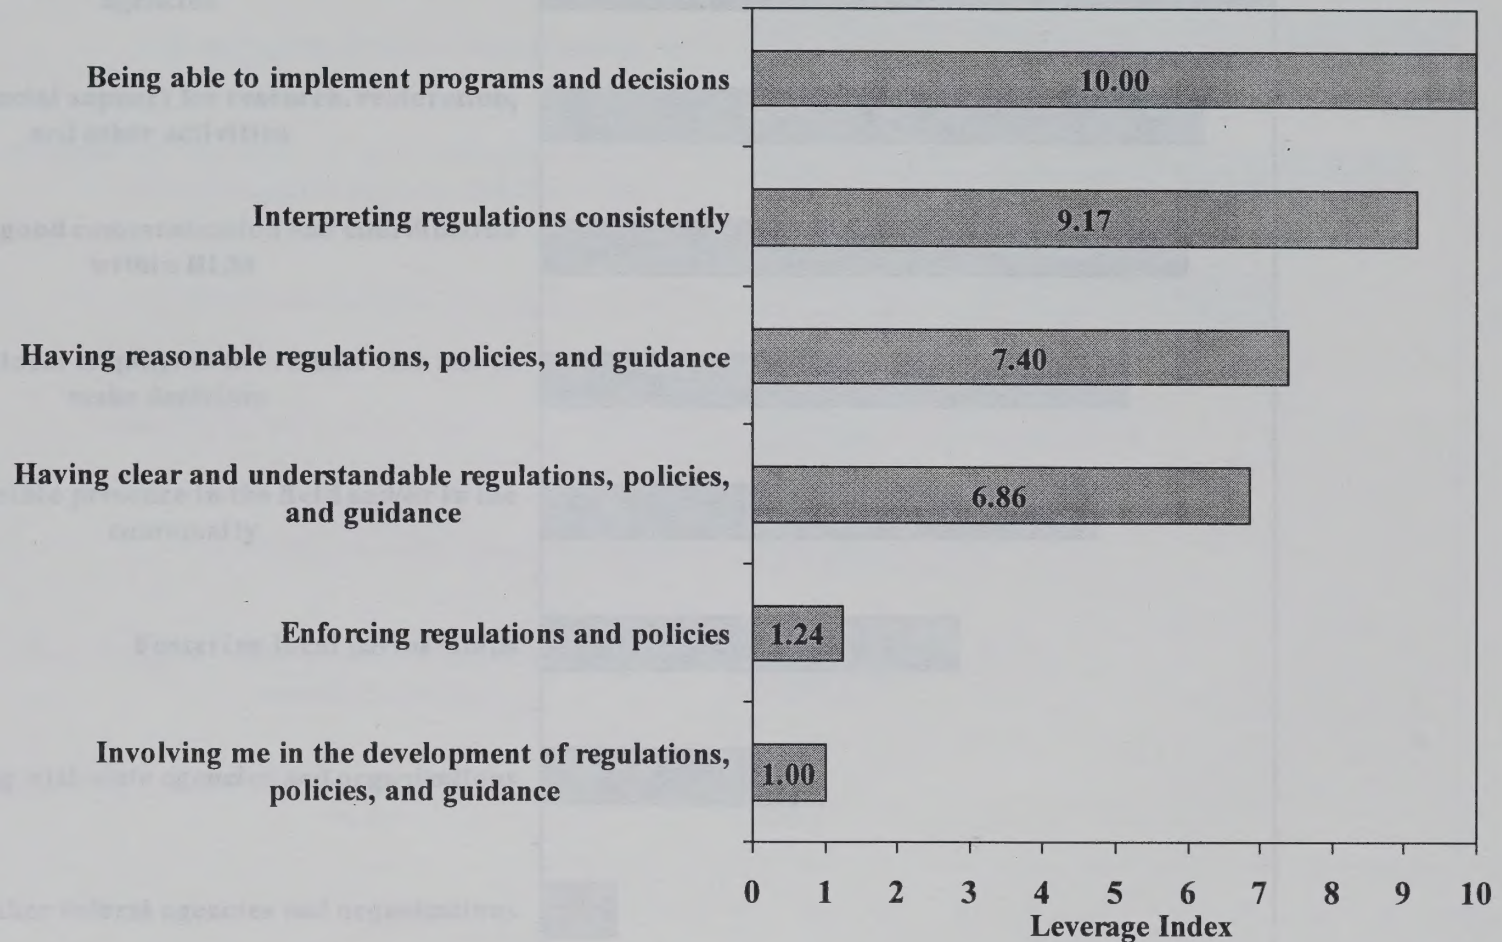 Being able to implement programs and decisions
10.00
Interpreting regulations consistently
9.17
Having reasonable regulations, policies, and guidance
7.40
Having clear and understandable regulations, policies,
and guidance
6.86
Enforcing regulations and policies
1.24
Involving me in the development of regulations,
policies, and guidance
1.00
0 1 2 3 4 5 6 7 8 9 10
Leverage Index